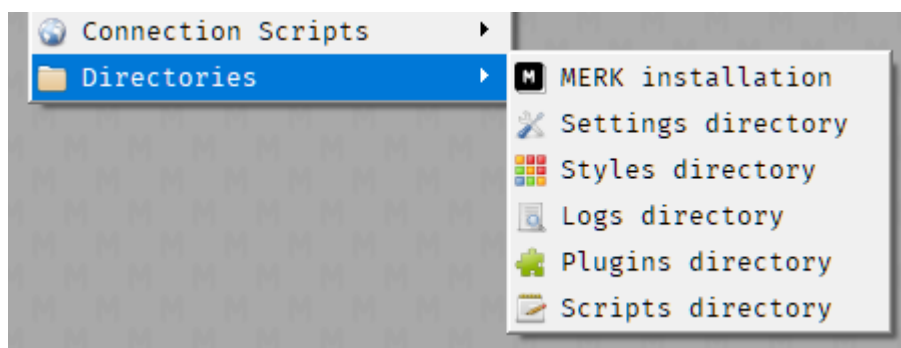 Connection Scripts
Directories
MERK installation
Settings directory
Styles directory
Logs directory
Plugins directory
Scripts directory